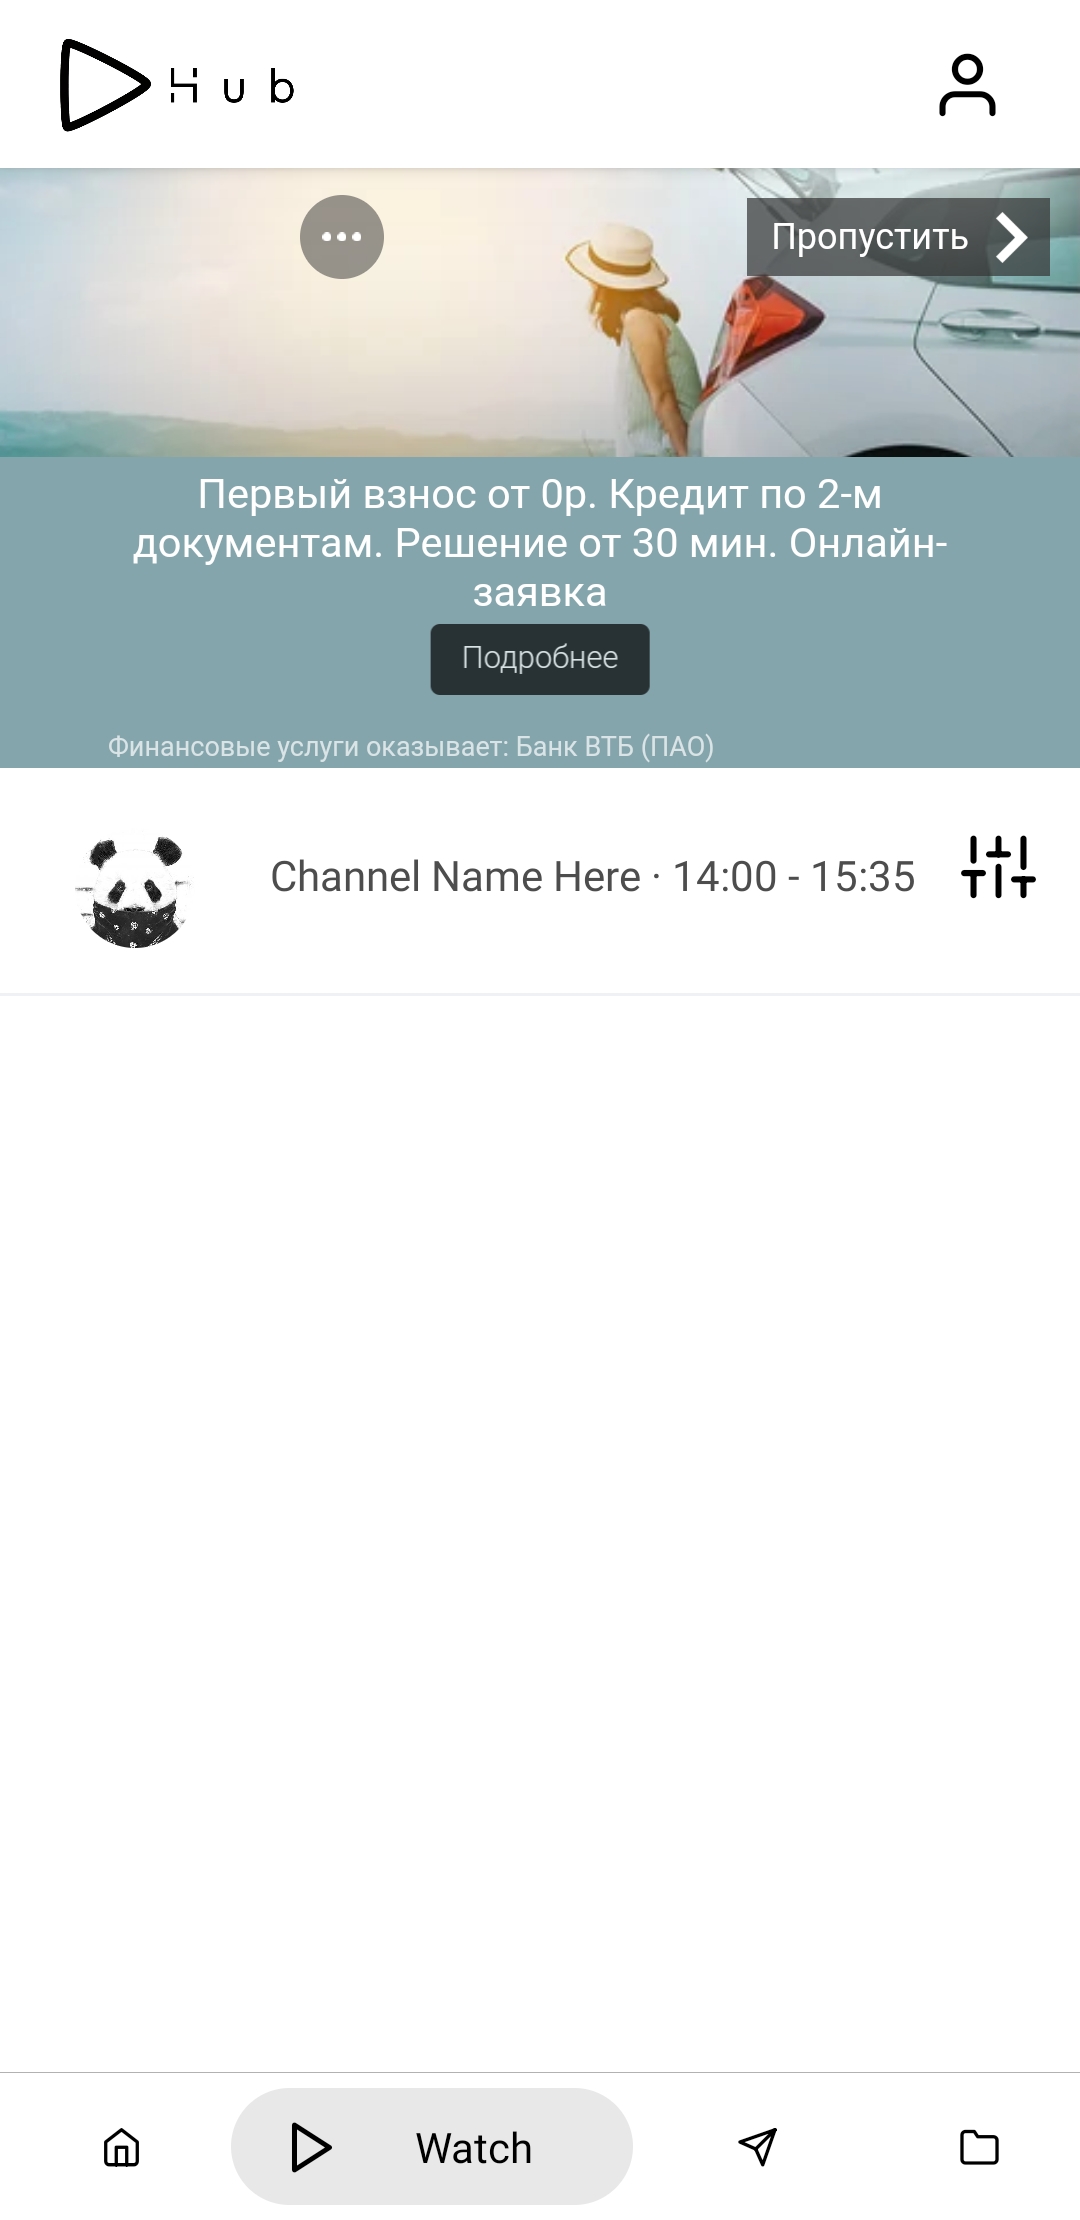 Hub
Пропустить
Первый взнос от 0р. Кредит по 2-м
документам. Решение от 30 мин. Онлайн-
заявка
Подробнее
Финансовые услуги оказывает: Банк ВТБ (ПАО)
Channel Name Here · 14:00 - 15:35
Watch